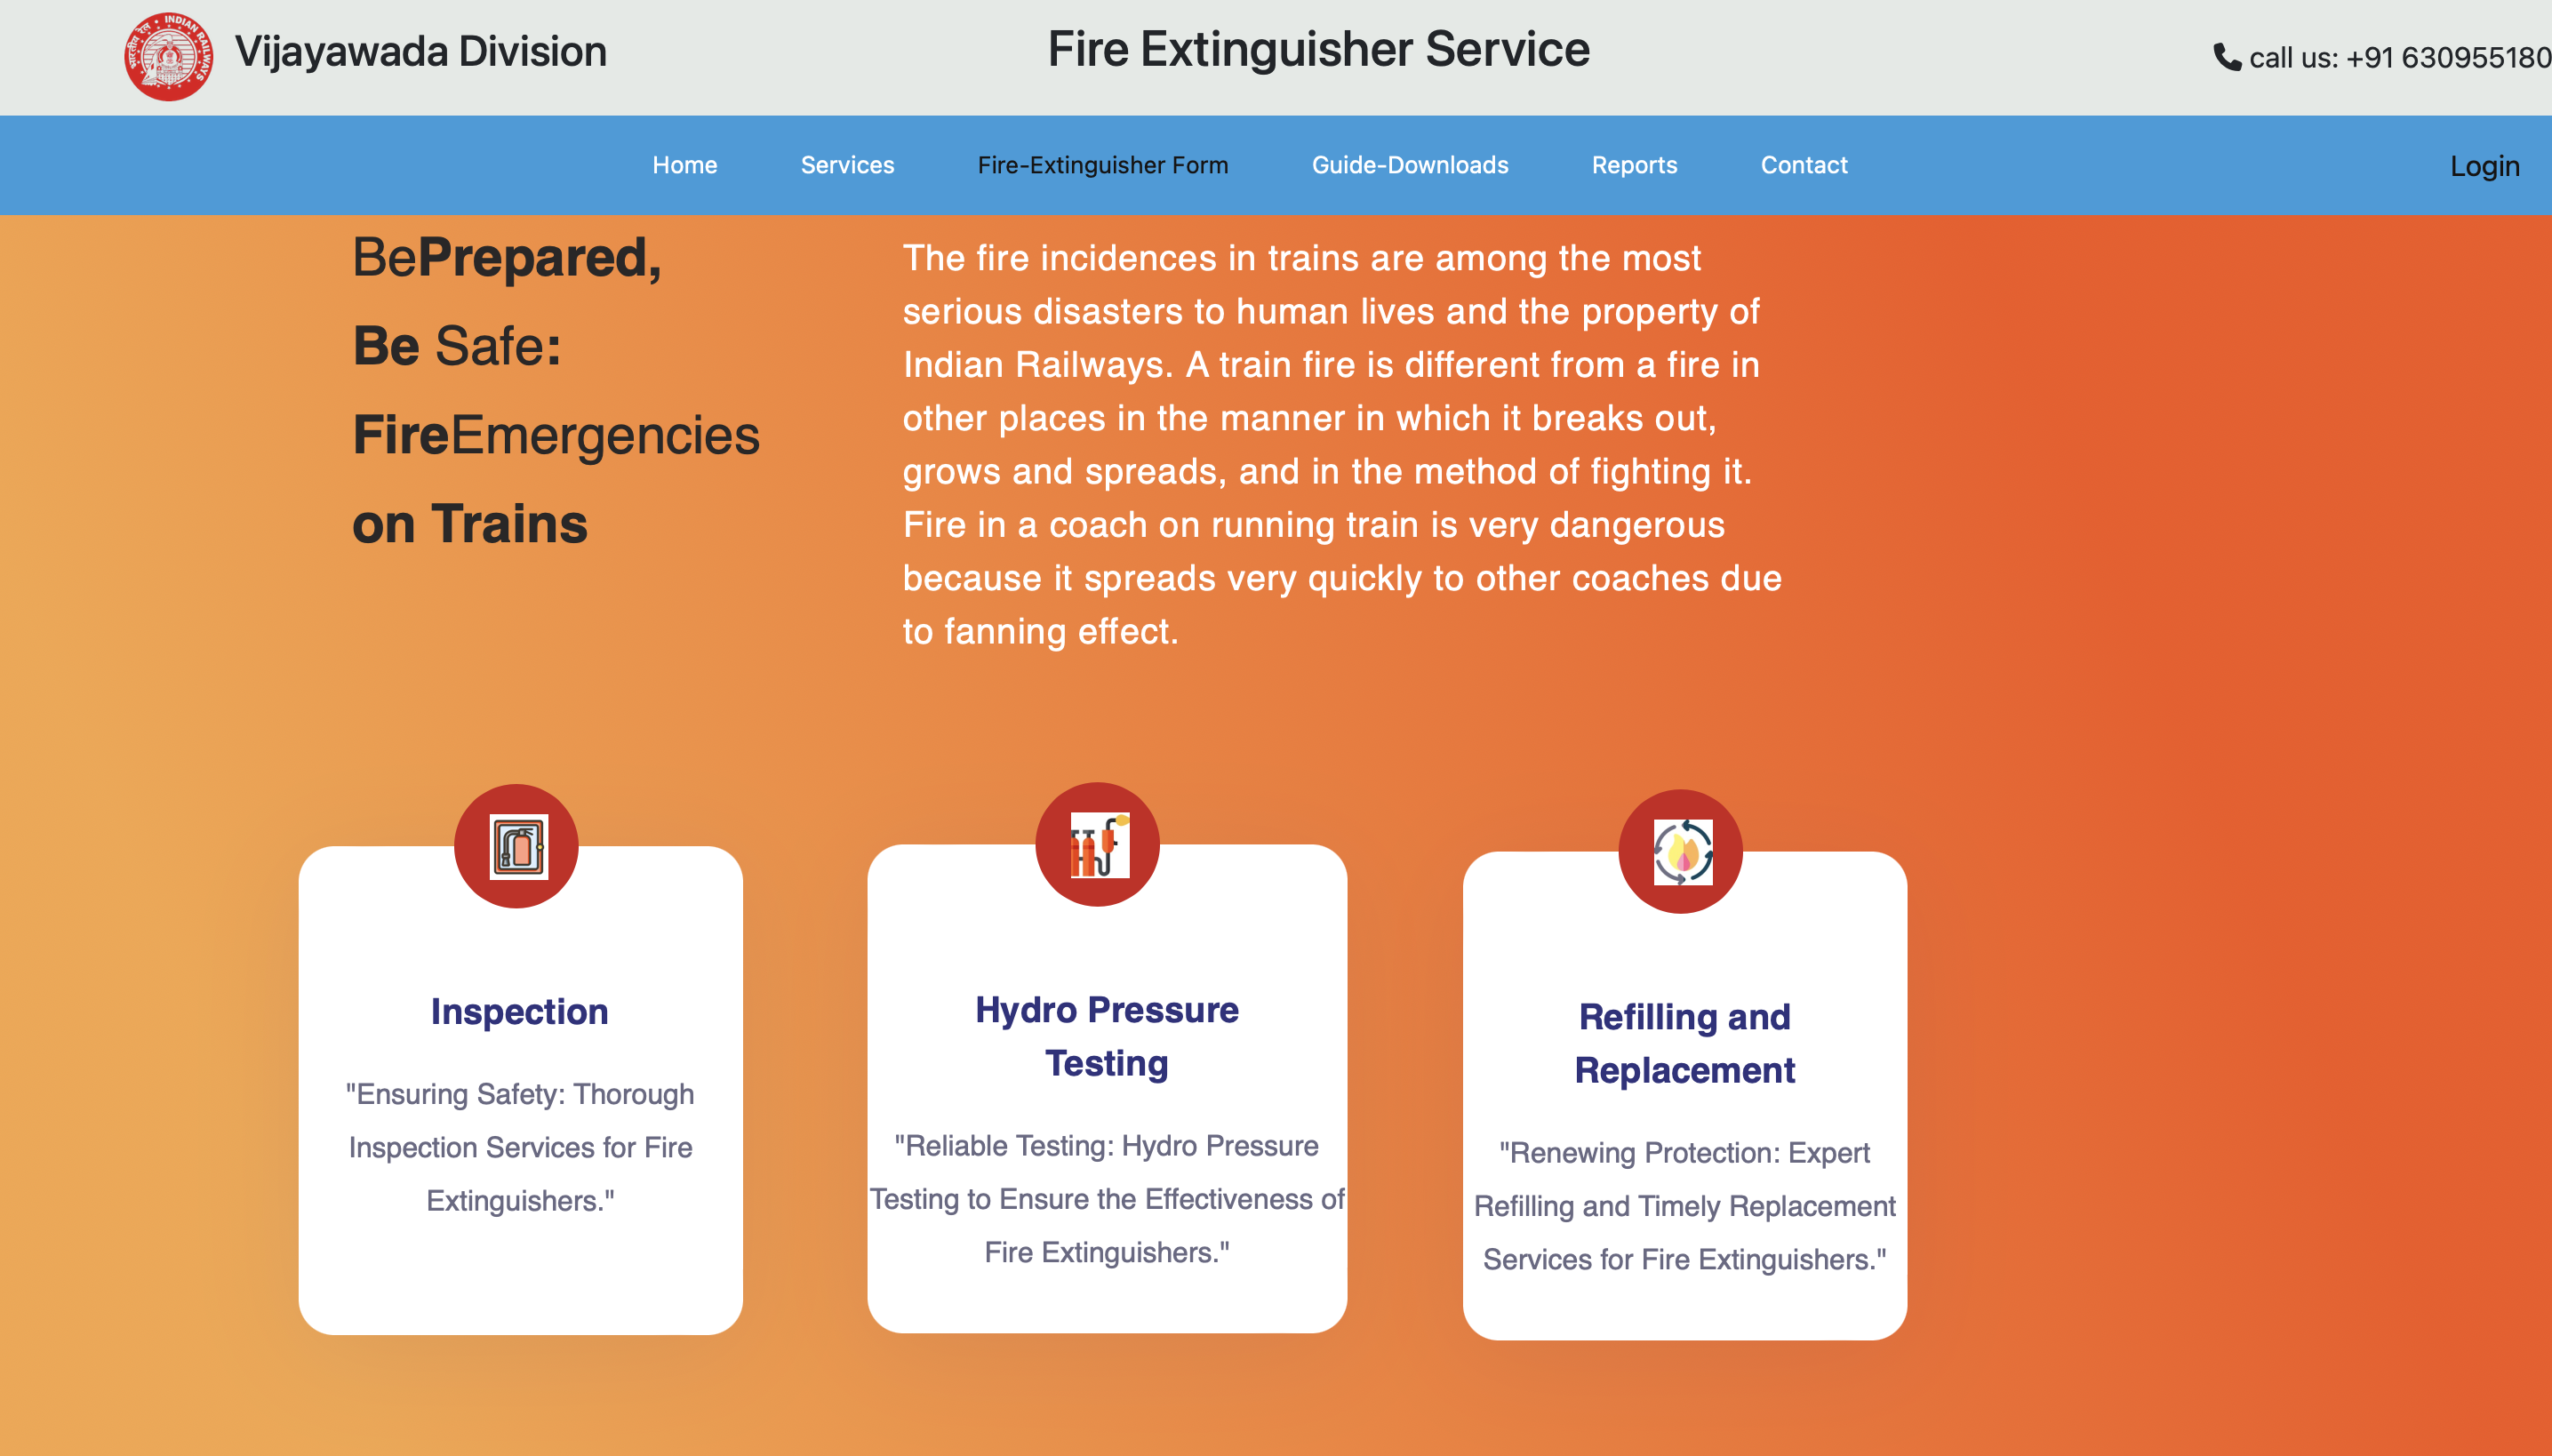 भारतीय रेल
INDIAN RAILWAYS
Vijayawada Division
Fire Extinguisher Service
call us: +91 630955180
Home
Services
Fire-Extinguisher Form
Guide-Downloads
Reports
Contact
Login
BePrepared,
Be Safe:
FireEmergencies
on Trains
The fire incidences in trains are among the most
serious disasters to human lives and the property of
Indian Railways. A train fire is different from a fire in
other places in the manner in which it breaks out,
grows and spreads, and in the method of fighting it.
Fire in a coach on running train is very dangerous
because it spreads very quickly to other coaches due
to fanning effect.
Inspection
"Ensuring Safety: Thorough
Inspection Services for Fire
Extinguishers."
Hydro Pressure
Testing
"Reliable Testing: Hydro Pressure
Testing to Ensure the Effectiveness of
Fire Extinguishers."
Refilling and
Replacement
"Renewing Protection: Expert
Refilling and Timely Replacement
Services for Fire Extinguishers."